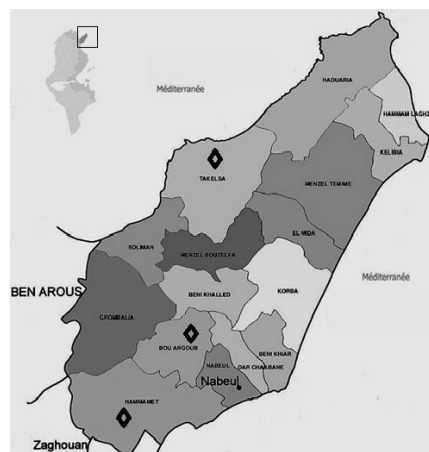 HAOUARIA
Méditerranée
HAMMAM LAGHZ
KELIBIA
TAKELSA
MENZEL TEMIME
EL MIDA
SOLIMAN
MENZEL BOUZELFA
Méditerranée
BEN AROUS
BENI KHALLED
KORBA
GROMBALIA
BOU ARGOUB
BENI KHIAR
NABEUL
DAR CHAABANE
Nabeul
HAMMAMET
Zaghouan